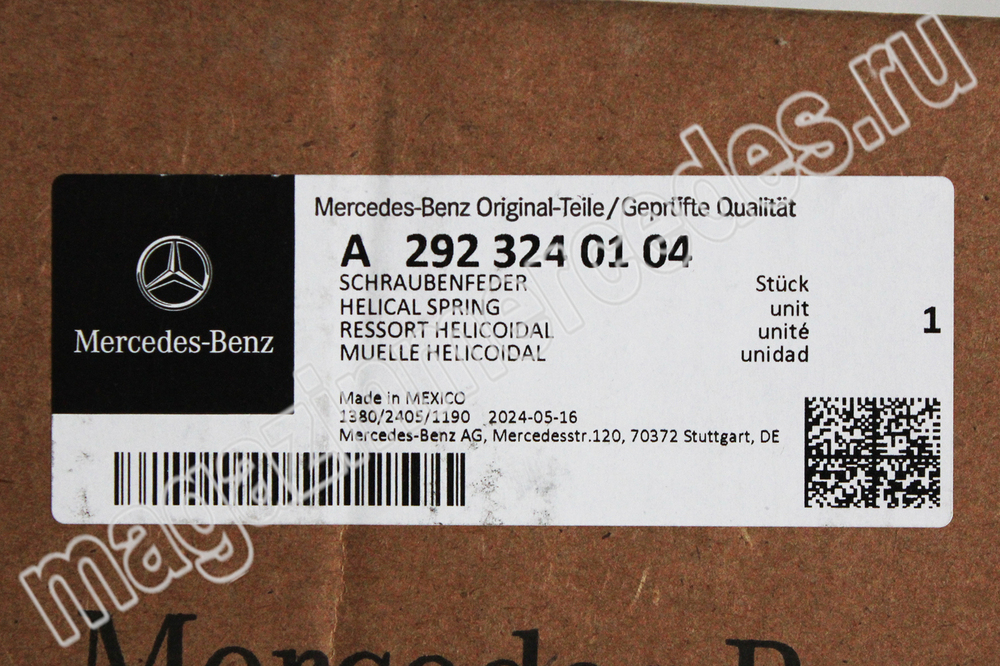 Mercedes-Benz Original-Teile/Geprüfte Qualität
A 292 324 01 04
SCHRAUBENFEDER Stück
HELICAL SPRING unit
RESSORT HELICOIDAL unité
MUELLE HELICOIDAL unidad
1
Mercedes-Benz
Made in MEXICO
1380/2405/1190 2024-05-16
Mercedes-Benz AG, Mercedesstr.120, 70372 Stuttgart, DE
magazinmercedes.ru